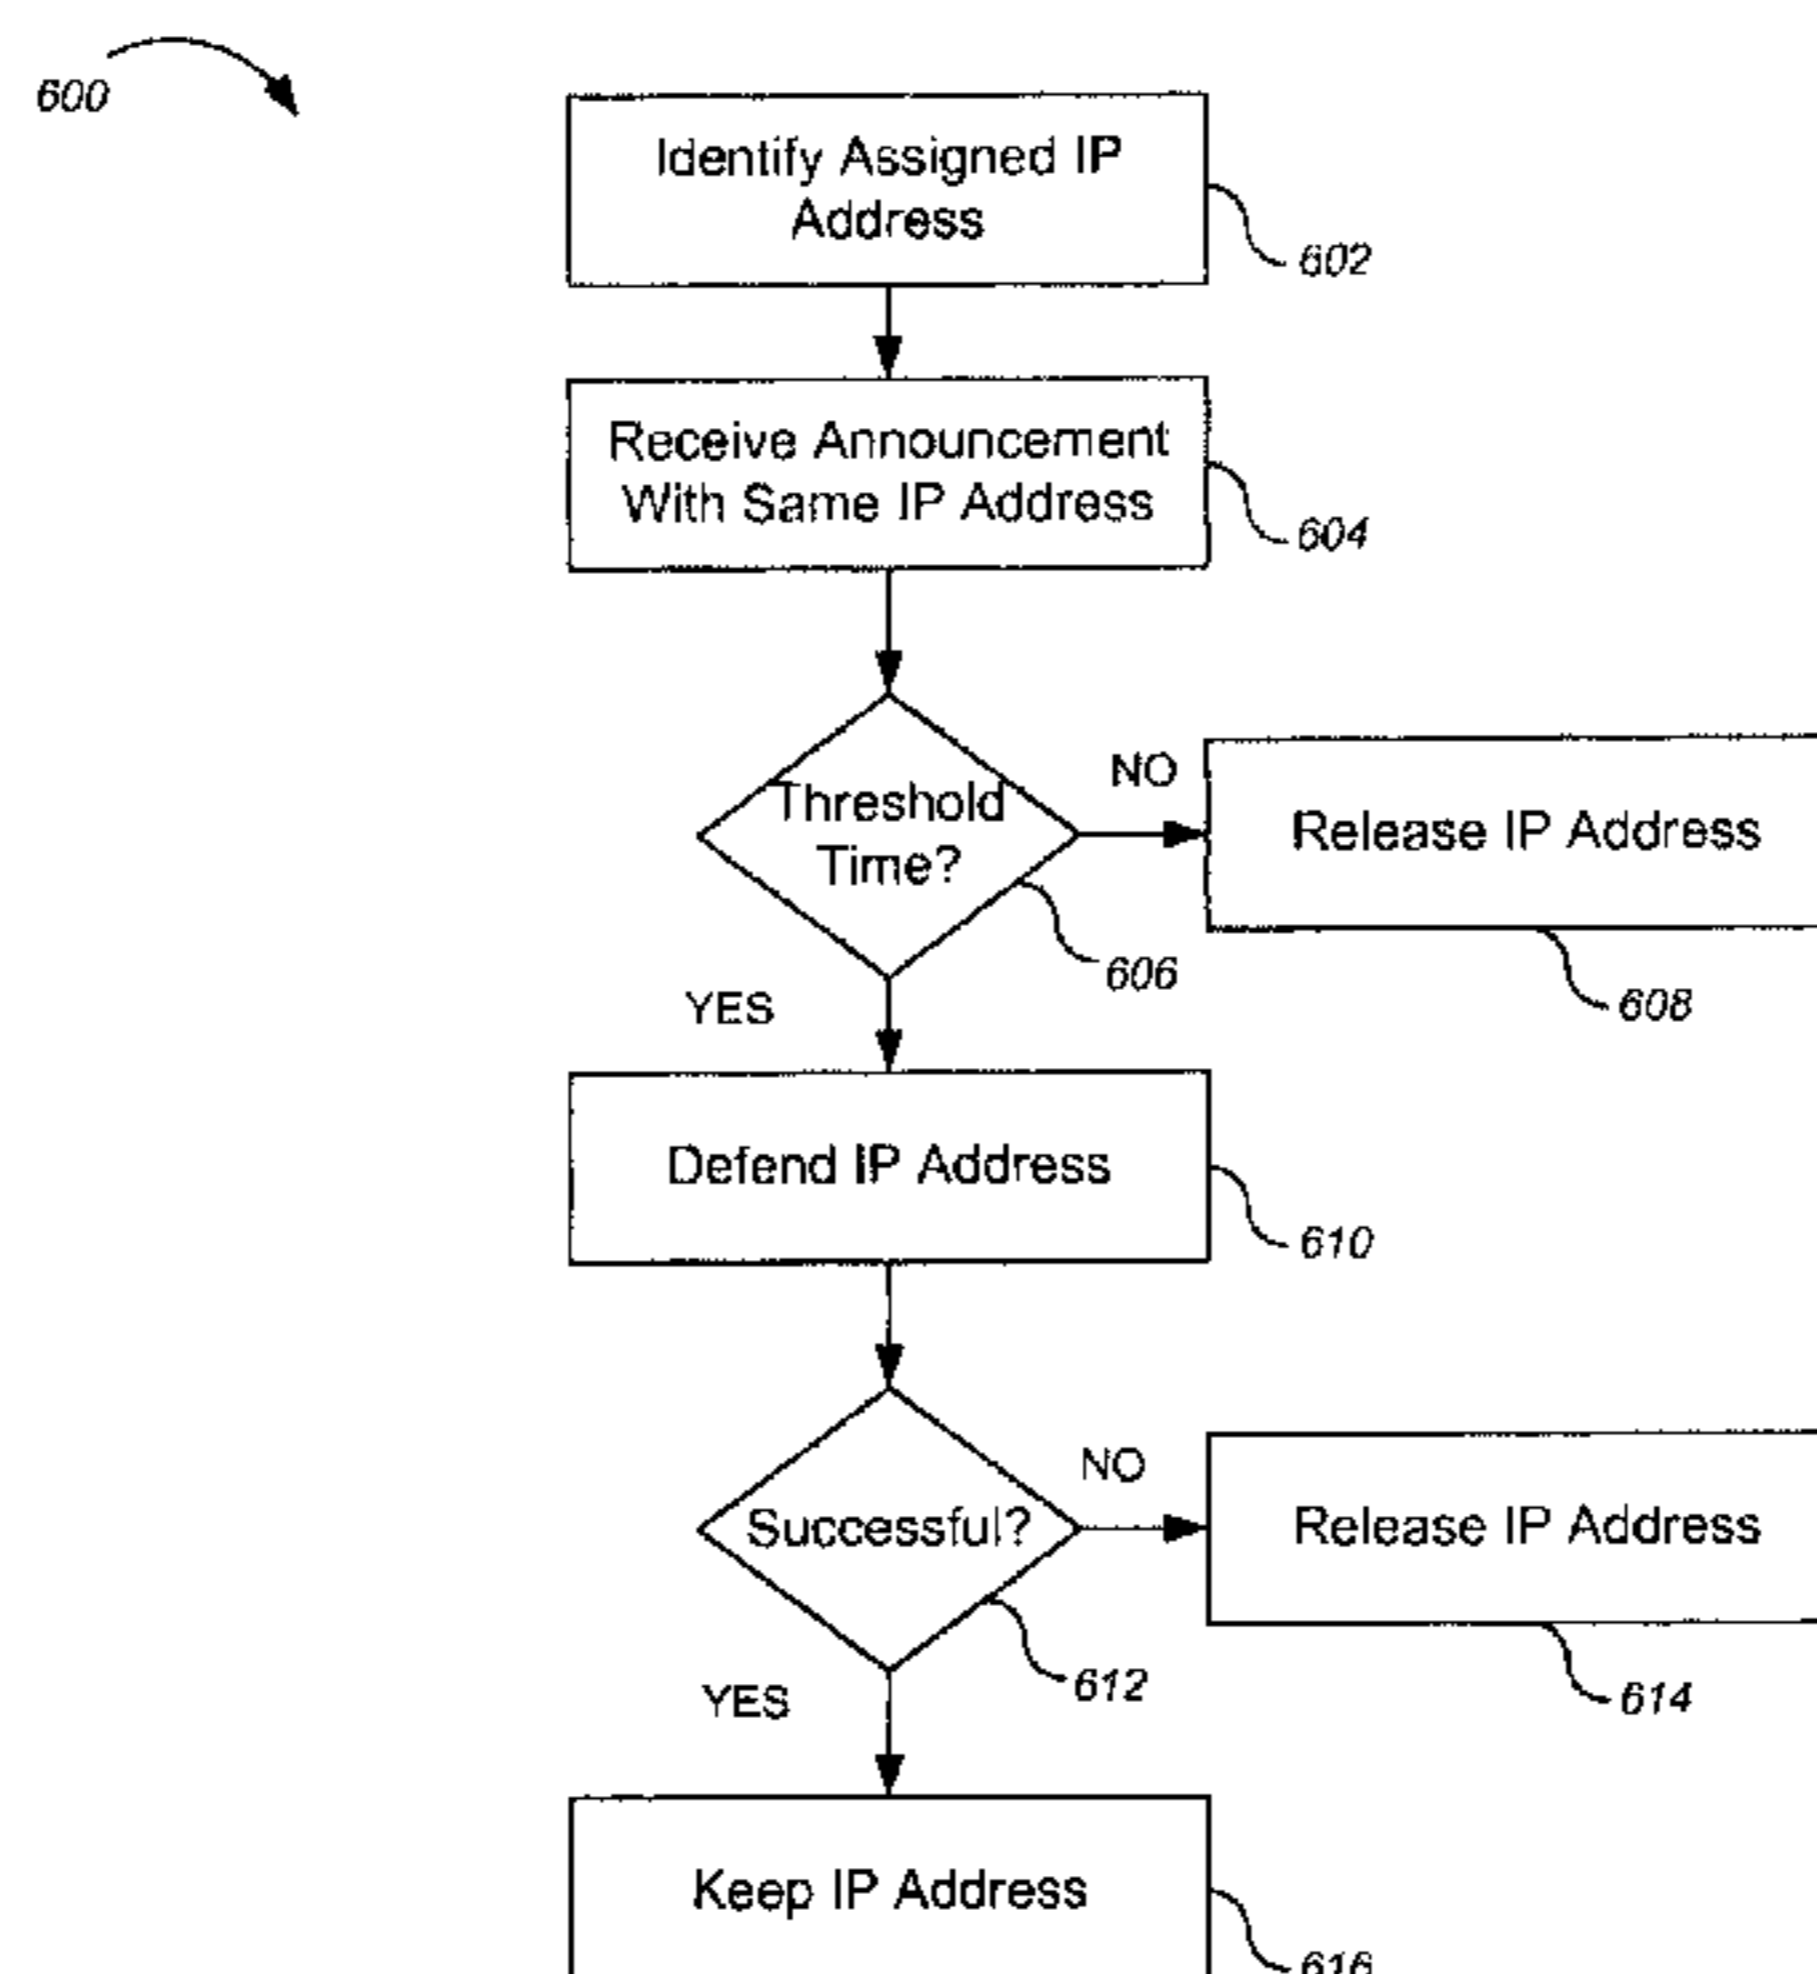 600
Identify Assigned IP
Address
602
Receive Announcement
With Same IP Address
604
Threshold
Time?
NO
Release IP Address
606
608
YES
Defend IP Address
610
Successful?
NO
Release IP Address
612
614
YES
Keep IP Address
616